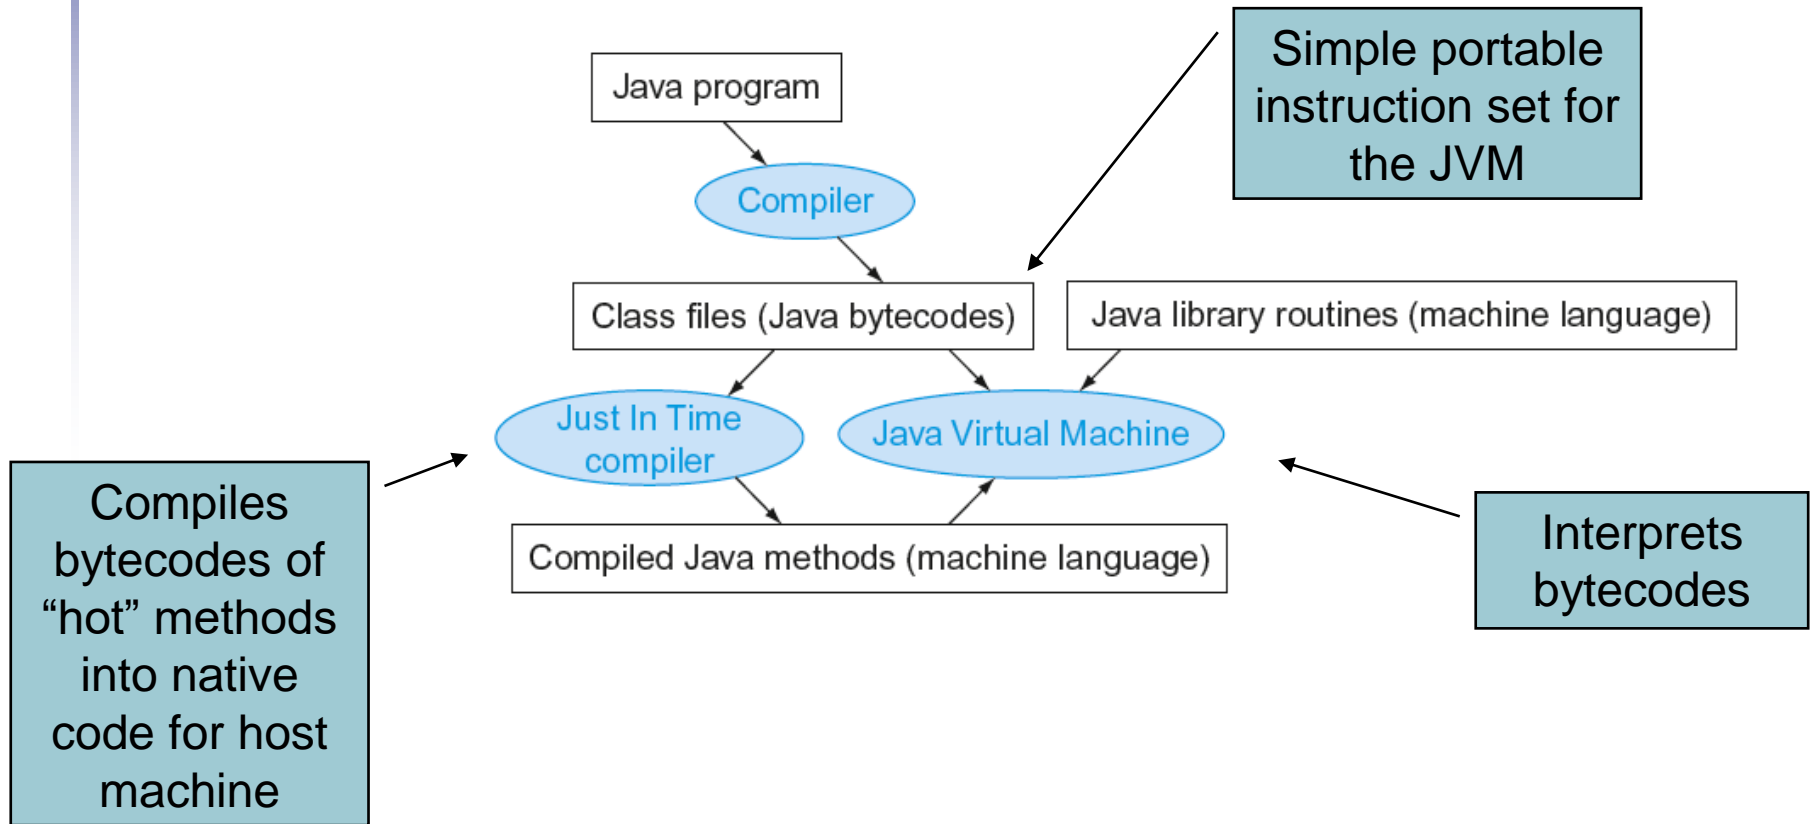 Simple portable
instruction set for
the JVM
Java program
Compiler
Class files (Java bytecodes)
Java library routines (machine language)
Just In Time
compiler
Java Virtual Machine
Compiles
bytecodes of
“hot” methods
into native
code for host
machine
Compiled Java methods (machine language)
Interprets
bytecodes